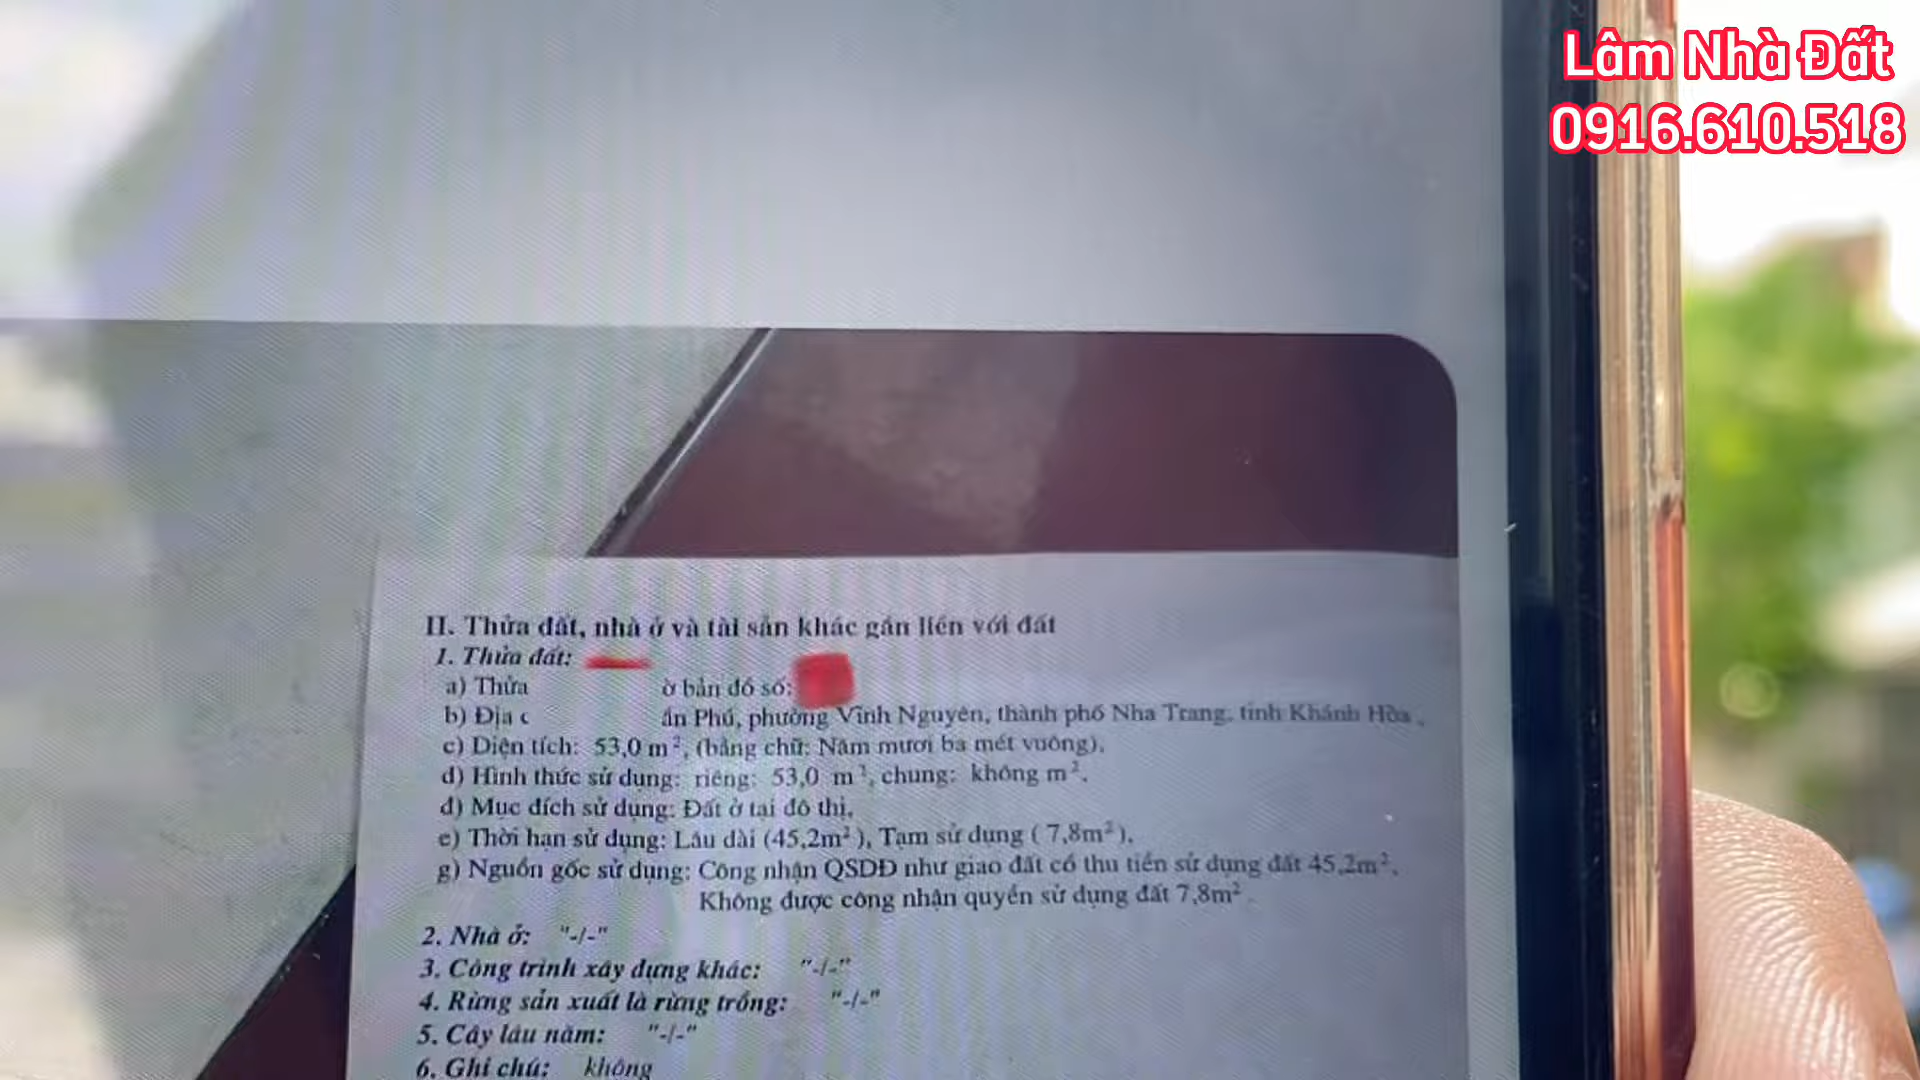 Lâm Nhà Đất
0916.610.518
II. Thửa đất, nhà ở và tài sản khác gắn liền với đất
1. Thửa đất:
a) Thửa ờ bản đồ số:
b) Địa c ần Phú, phường Vĩnh Nguyên, thành phố Nha Trang, tỉnh Khánh Hòa .
c) Diện tích: 53,0 m², (bằng chữ: Năm mươi ba mét vuông).
d) Hình thức sử dụng: riêng: 53,0 m², chung: không m².
đ) Mục đích sử dụng: Đất ở tại đô thị.
e) Thời hạn sử dụng: Lâu dài (45,2m²), Tạm sử dụng ( 7,8m²).
g) Nguồn gốc sử dụng: Công nhận QSDĐ như giao đất có thu tiền sử dụng đất 45,2m².
Không được công nhận quyền sử dụng đất 7,8m².
2. Nhà ở: "-/-"
3. Công trình xây dựng khác: "-/-"
4. Rừng sản xuất là rừng trồng: "-/-"
5. Cây lâu năm: "-/-"
6. Ghi chú: không